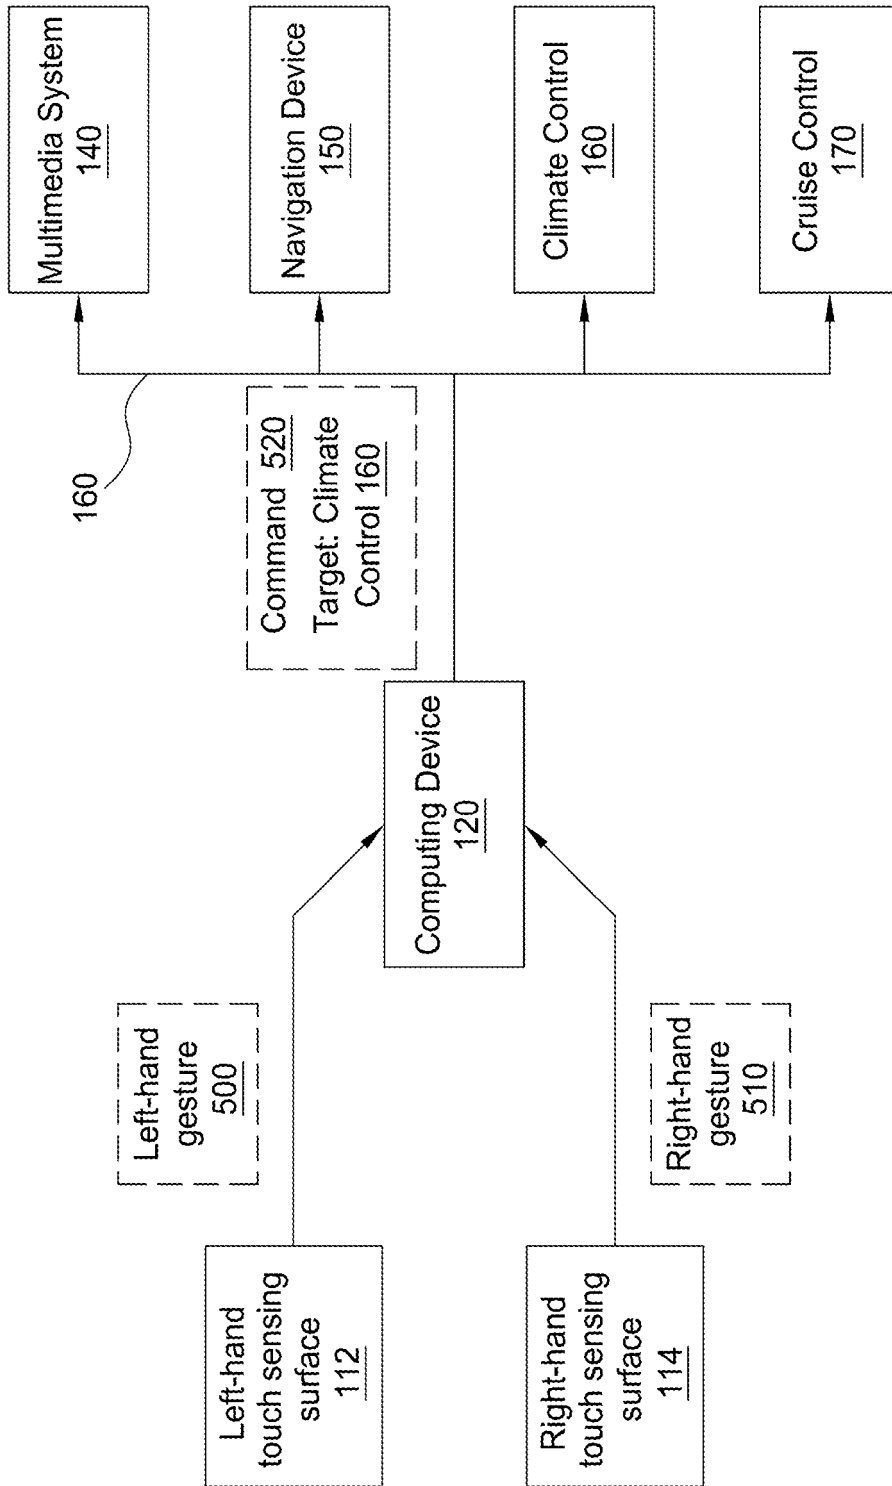 Left-hand
touch sensing
surface
112
Right-hand
touch sensing
surface
114
Left-hand
gesture
500
Right-hand
gesture
510
Computing Device
120
Command 520
Target: Climate
Control 160
160
Multimedia System
140
Navigation Device
150
Climate Control
160
Cruise Control
170